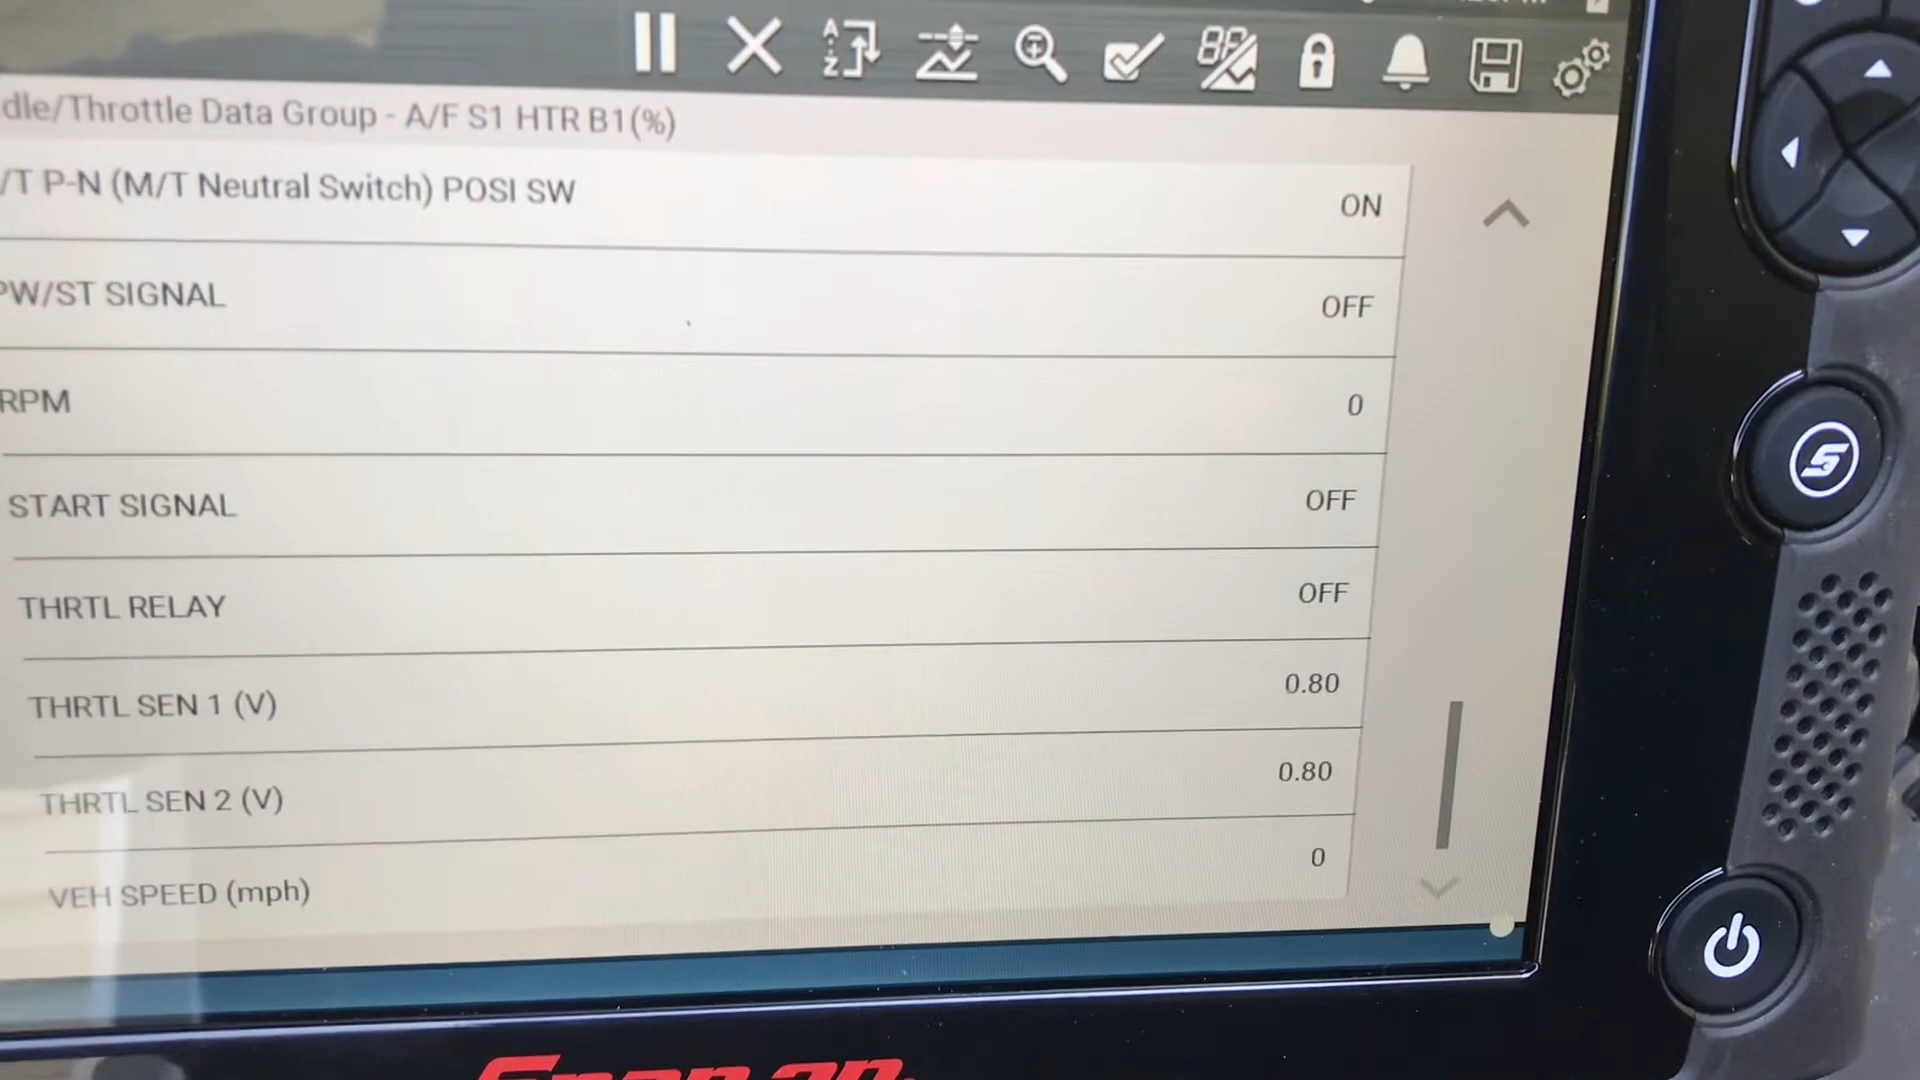 dle/Throttle Data Group - A/F S1 HTR B1(%)
/T P-N (M/T Neutral Switch) POSI SW ON
PW/ST SIGNAL OFF
RPM 0
START SIGNAL OFF
THRTL RELAY OFF
THRTL SEN 1 (V) 0.80
THRTL SEN 2 (V) 0.80
VEH SPEED (mph) 0
Snap-on